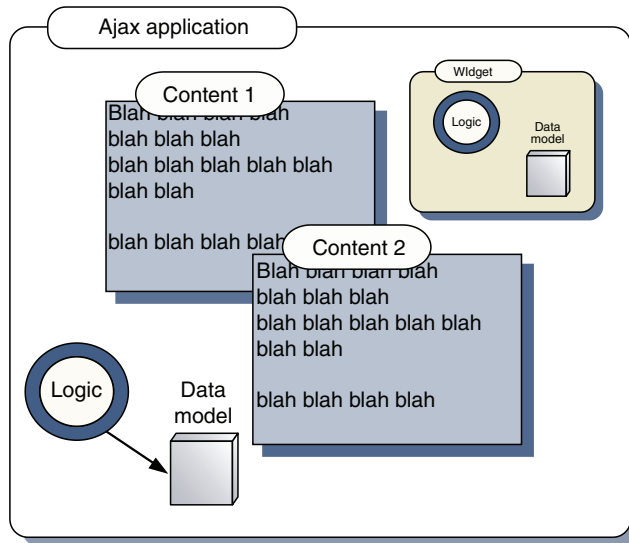 Ajax application
Content 1
Blah blah blah blah
blah blah blah
blah blah blah blah blah
blah blah
blah blah blah blah
WIdget
Logic
Data
model
Content 2
Blah blah blah blah
blah blah blah
blah blah blah blah blah
blah blah
blah blah blah blah
Logic
Data
model